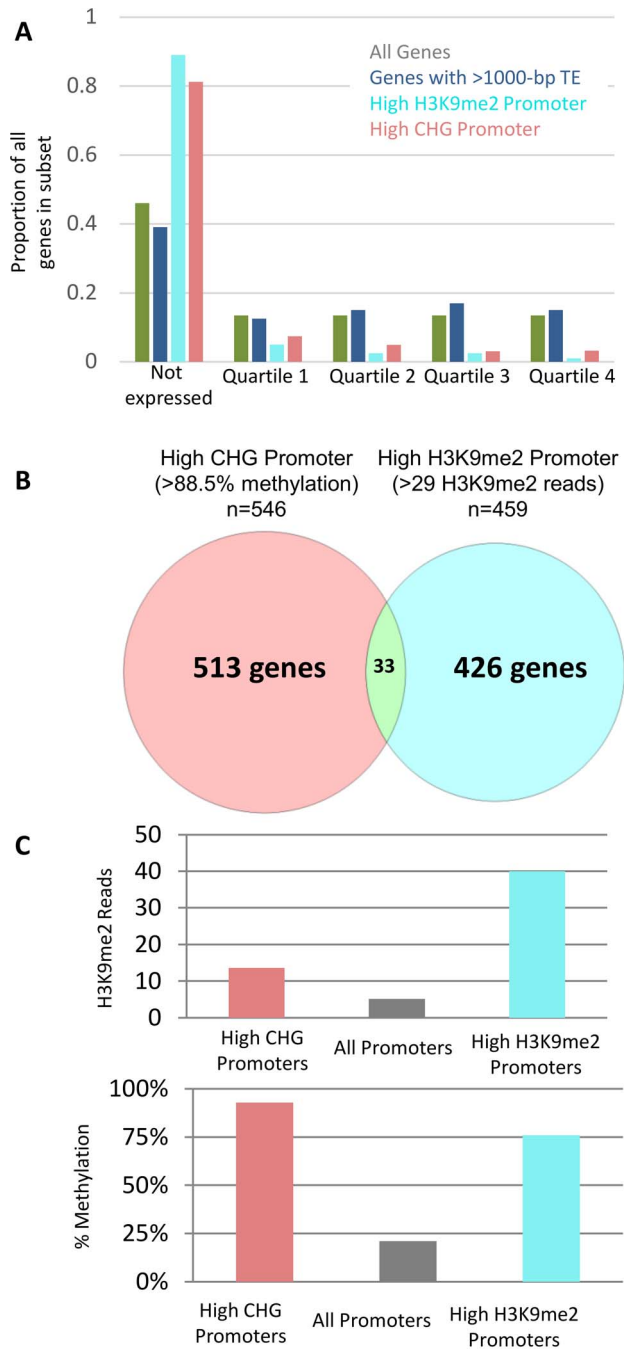 A
Proportion of all
genes in subset
1
0.8
0.6
0.4
0.2
0
All Genes
Genes with >1000-bp TE
High H3K9me2 Promoter
High CHG Promoter
Not
expressed
Quartile 1
Quartile 2
Quartile 3
Quartile 4
B
High CHG Promoter
(>88.5% methylation)
n=546
High H3K9me2 Promoter
(>29 H3K9me2 reads)
n=459
513 genes
33
426 genes
C
H3K9me2 Reads
50
40
30
20
10
0
High CHG
Promoters
All Promoters
High H3K9me2
Promoters
% Methylation
100%
75%
50%
25%
0%
High CHG
Promoters
All Promoters
High H3K9me2
Promoters